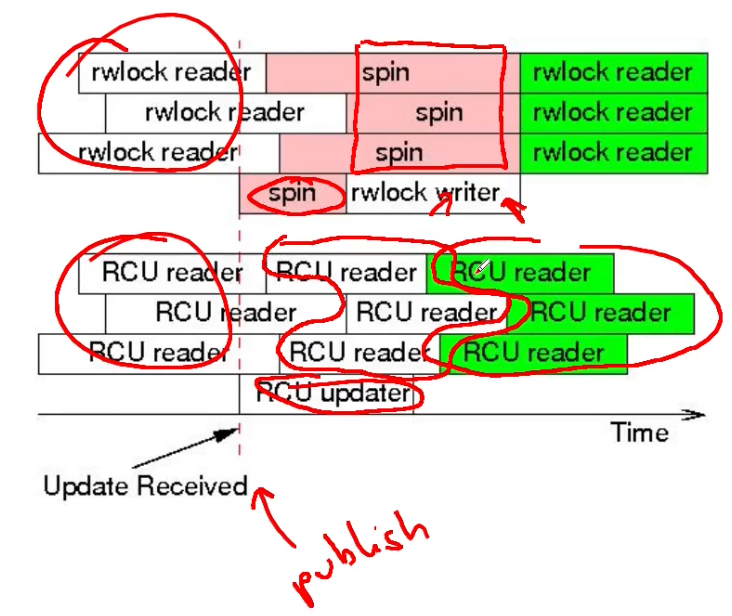 rwlock reader spin rwlock reader
rwlock reader spin rwlock reader
rwlock reader spin rwlock reader
spin rwlock writer
RCU reader RCU reader RCU reader
RCU reader RCU reader RCU reader
RCU reader RCU reader RCU reader
RCU updater
Time
Update Received
publish